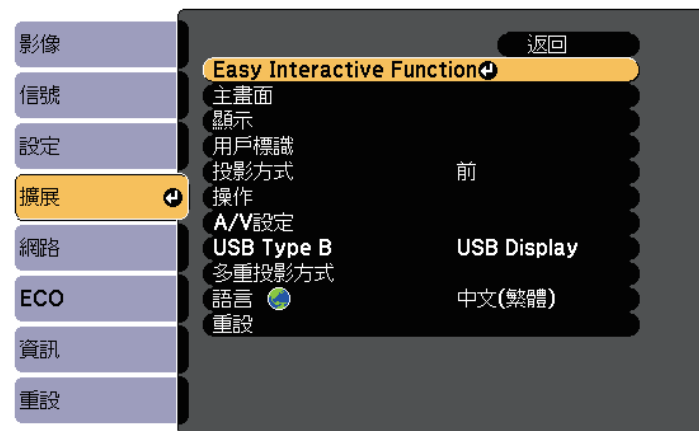 影像
信號
設定
擴展
網路
ECO
資訊
重設
返回
Easy Interactive Function
主畫面
顯示
用戶標識
投影方式 前
操作
A/V設定
USB Type B USB Display
多重投影方式
語言 中文(繁體)
重設